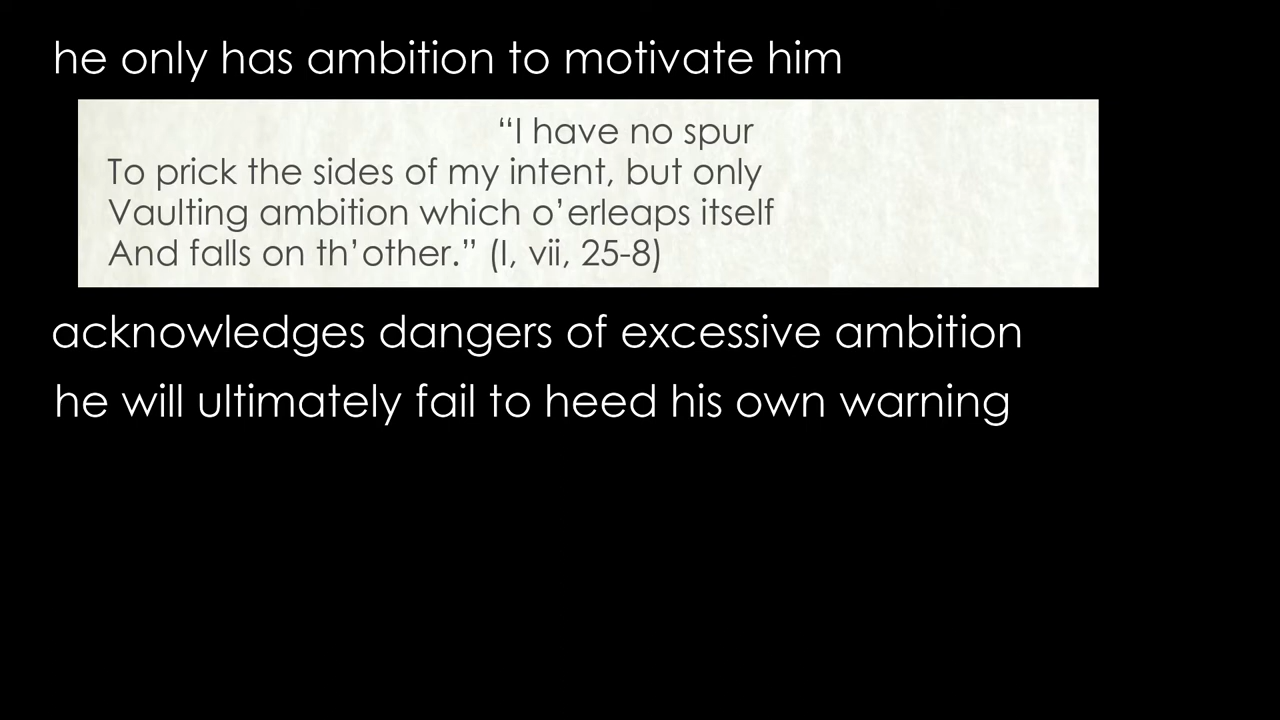 he only has ambition to motivate him
“I have no spur
To prick the sides of my intent, but only
Vaulting ambition which o’erleaps itself
And falls on th’other.” (I, vii, 25-8)
acknowledges dangers of excessive ambition
he will ultimately fail to heed his own warning